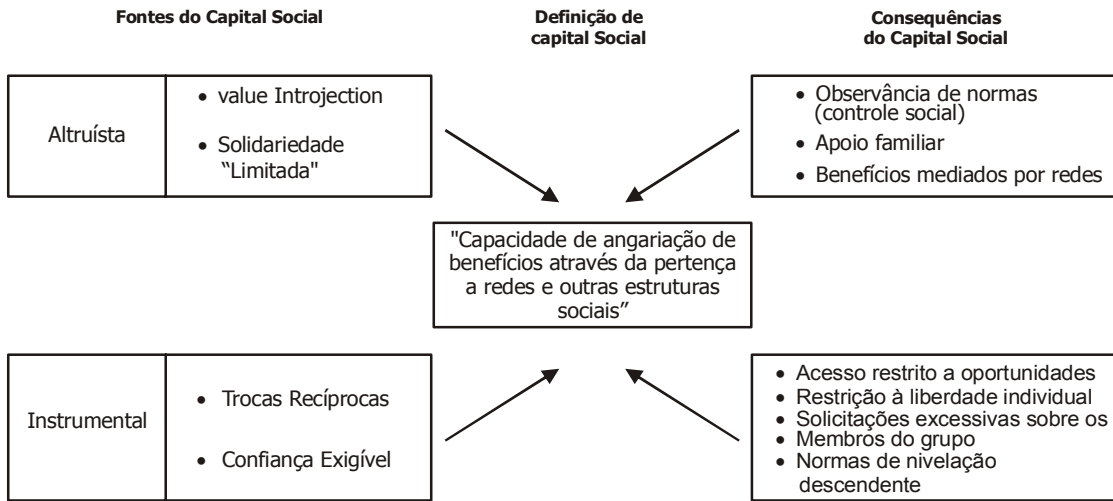 Fontes do Capital Social
Definição de
capital Social
Consequências
do Capital Social
Altruísta
• value Introjection
• Solidariedade
“Limitada"
• Observância de normas
(controle social)
• Apoio familiar
• Benefícios mediados por redes
"Capacidade de angariação de
benefícios através da pertença
a redes e outras estruturas
sociais”
Instrumental
• Trocas Recíprocas
• Confiança Exigível
• Acesso restrito a oportunidades
• Restrição à liberdade individual
• Solicitações excessivas sobre os
• Membros do grupo
• Normas de nivelação
descendente